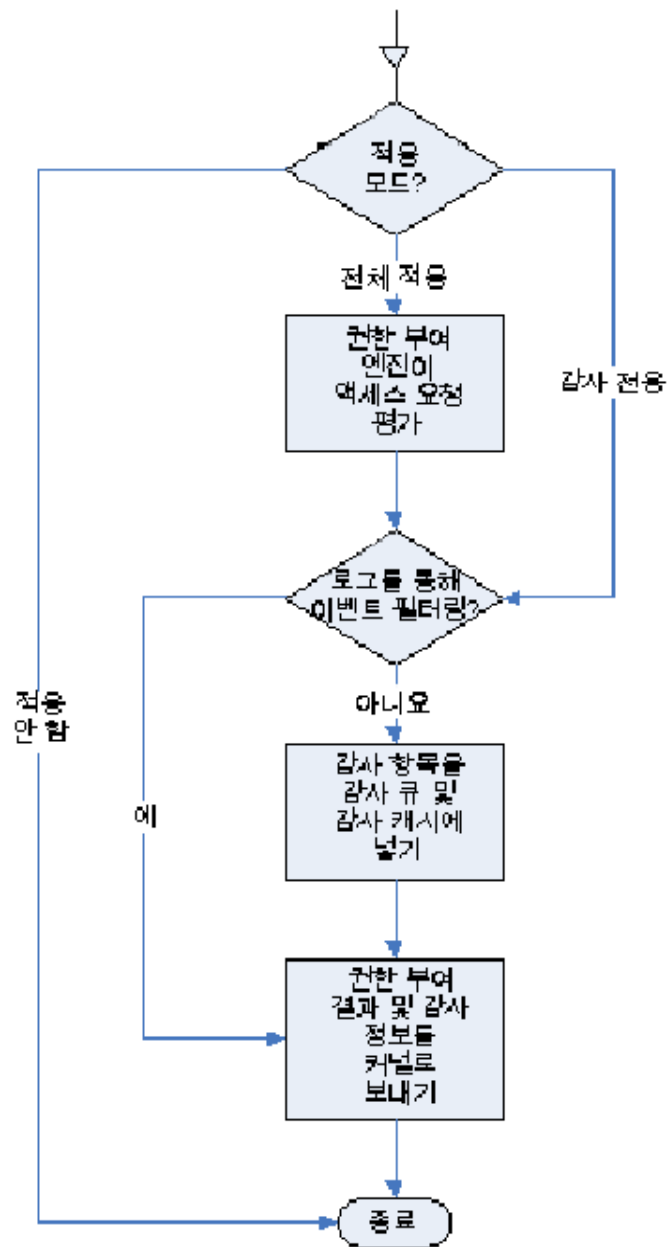 적용
모드?
전체 적용
권한 부여
엔진이
액세스 요청
평가
감사 전용
로그를 통해
이벤트 필터링?
적용
안 함
아니요
감사 항목을
감사 큐 및
감사 캐시에
넣기
예
권한 부여
결과 및 감사
정보를
커널로
보내기
종료